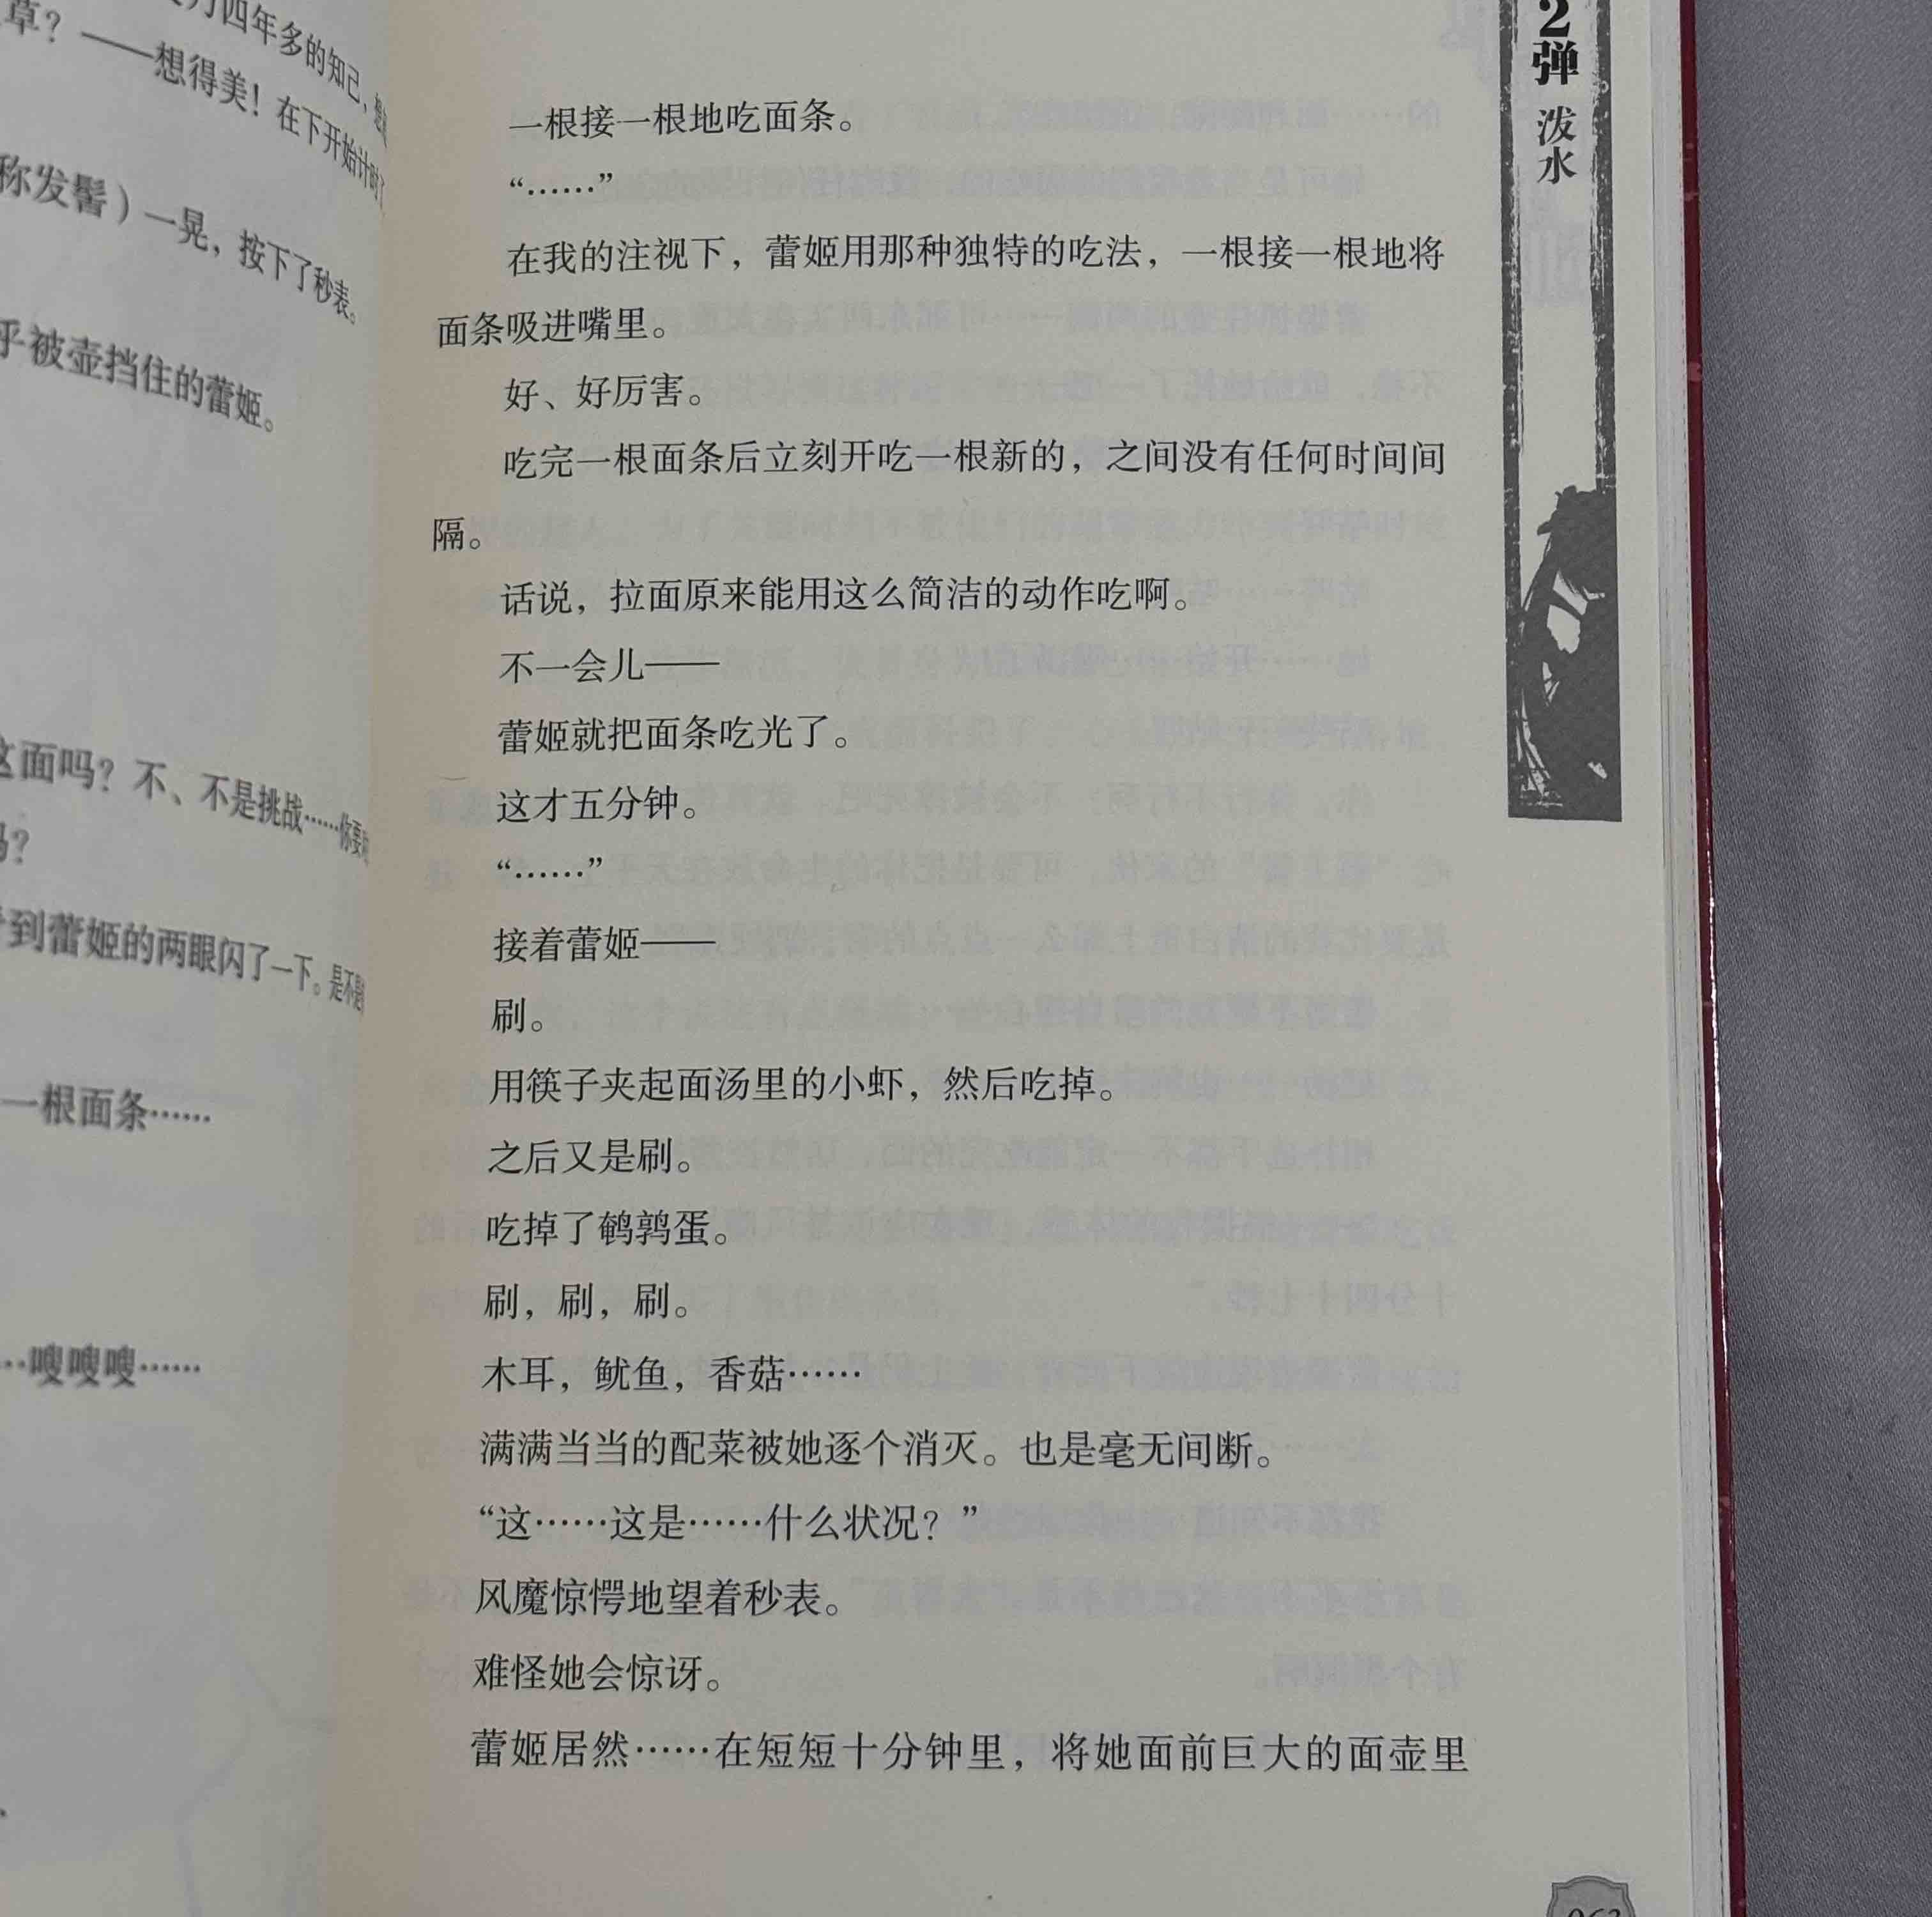 四年多的知己，
草？——想得美！在下开始计时了
称发髻）一晃，按下了秒表。
乎被壶挡住的蕾姬。
这面吗？不、不是挑战……你要
吗？
到蕾姬的两眼闪了一下。是不是
一根面条……
…嗖嗖嗖……
一根接一根地吃面条。
“……”
在我的注视下，蕾姬用那种独特的吃法，一根接一根地将
面条吸进嘴里。
好、好厉害。
吃完一根面条后立刻开吃一根新的，之间没有任何时间间
隔。
话说，拉面原来能用这么简洁的动作吃啊。
不一会儿——
蕾姬就把面条吃光了。
这才五分钟。
“……”
接着蕾姬——
刷。
用筷子夹起面汤里的小虾，然后吃掉。
之后又是刷。
吃掉了鹌鹑蛋。
刷，刷，刷。
木耳，鱿鱼，香菇……
满满当当的配菜被她逐个消灭。也是毫无间断。
“这……这是……什么状况？”
风魔惊愕地望着秒表。
难怪她会惊讶。
蕾姬居然……在短短十分钟里，将她面前巨大的面壶里
2弹 泼水